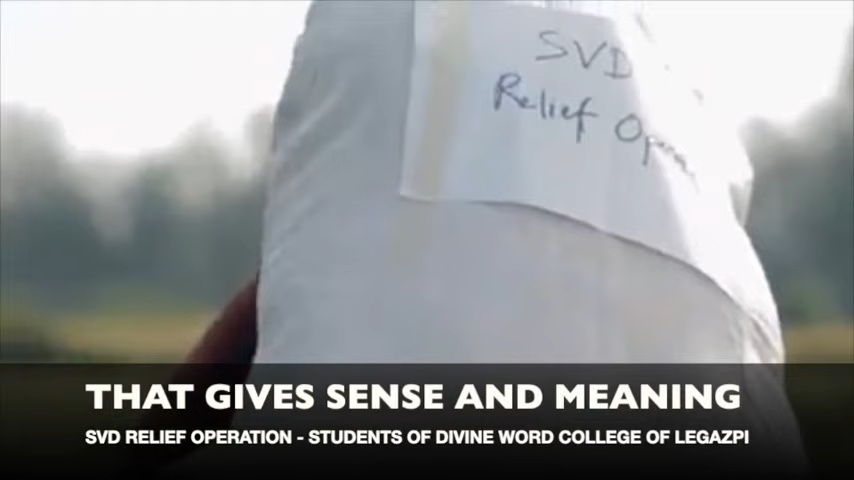 SVD
Relief
THAT GIVES SENSE AND MEANING
SVD RELIEF OPERATION - STUDENTS OF DIVINE WORD COLLEGE OF LEGAZPI